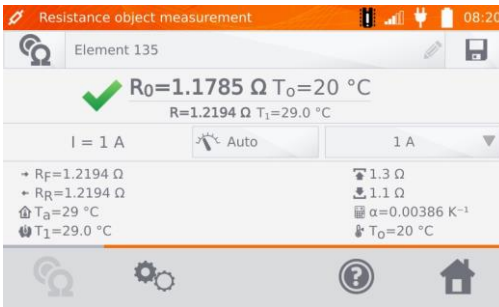 Resistance object measurement 08:20
Element 135
R₀=1.1785 Ω T₀=20 °C
R=1.2194 Ω T₁=29.0 °C
I = 1 A Auto 1 A
R_F=1.2194 Ω 1.3 Ω
R_R=1.2194 Ω 1.1 Ω
Tₐ=29 °C α=0.00386 K⁻¹
T₁=29.0 °C T₀=20 °C